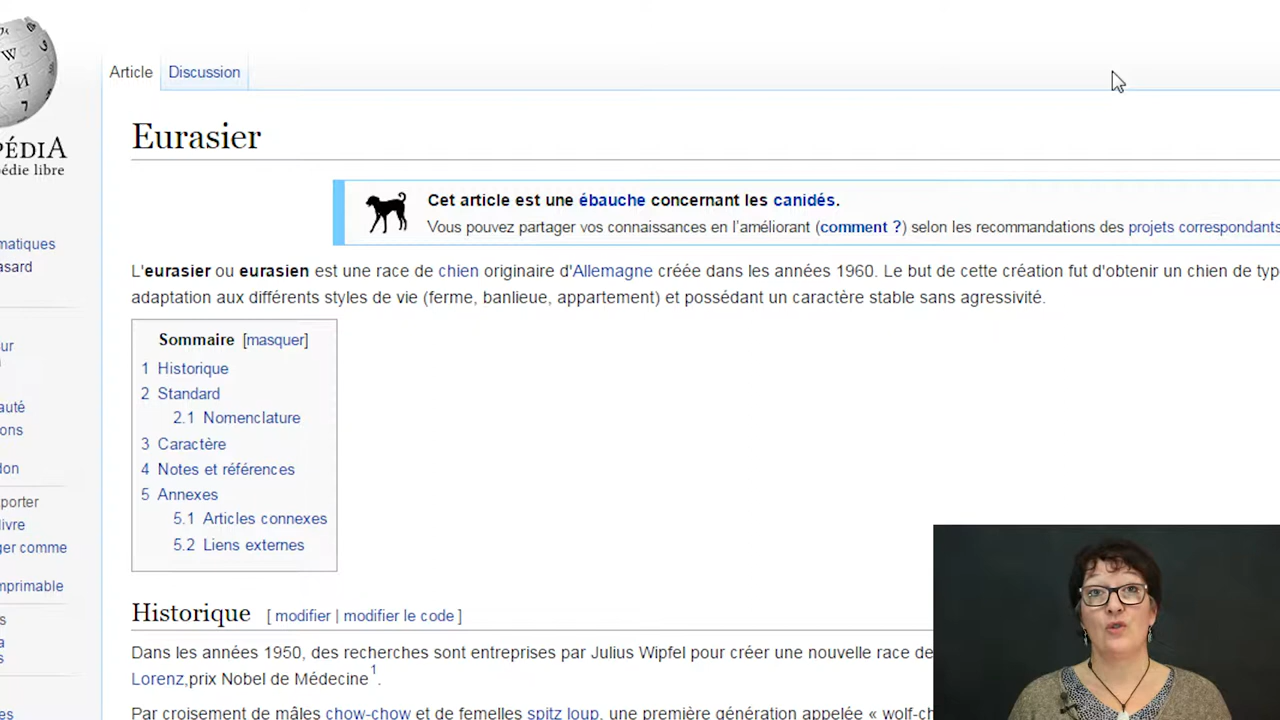 Article
Discussion
Eurasier
Cet article est une ébauche concernant les canidés.
Vous pouvez partager vos connaissances en l’améliorant (comment ?) selon les recommandations des projets correspondants
L'eurasier ou eurasien est une race de chien originaire d'Allemagne créée dans les années 1960. Le but de cette création fut d'obtenir un chien de typ
adaptation aux différents styles de vie (ferme, banlieue, appartement) et possédant un caractère stable sans agressivité.
Sommaire [masquer]
1 Historique
2 Standard
2.1 Nomenclature
3 Caractère
4 Notes et références
5 Annexes
5.1 Articles connexes
5.2 Liens externes
Historique [ modifier | modifier le code ]
Dans les années 1950, des recherches sont entreprises par Julius Wipfel pour créer une nouvelle race de
Lorenz,prix Nobel de Médecine 1.
Par croisement de mâles chow-chow et de femelles spitz loup, une première génération appelée « wolf-ch
PÉDIA
édie libre
matiques
asard
ur
auté
ons
don
porter
livre
ger comme
mprimable
s
a
s
es